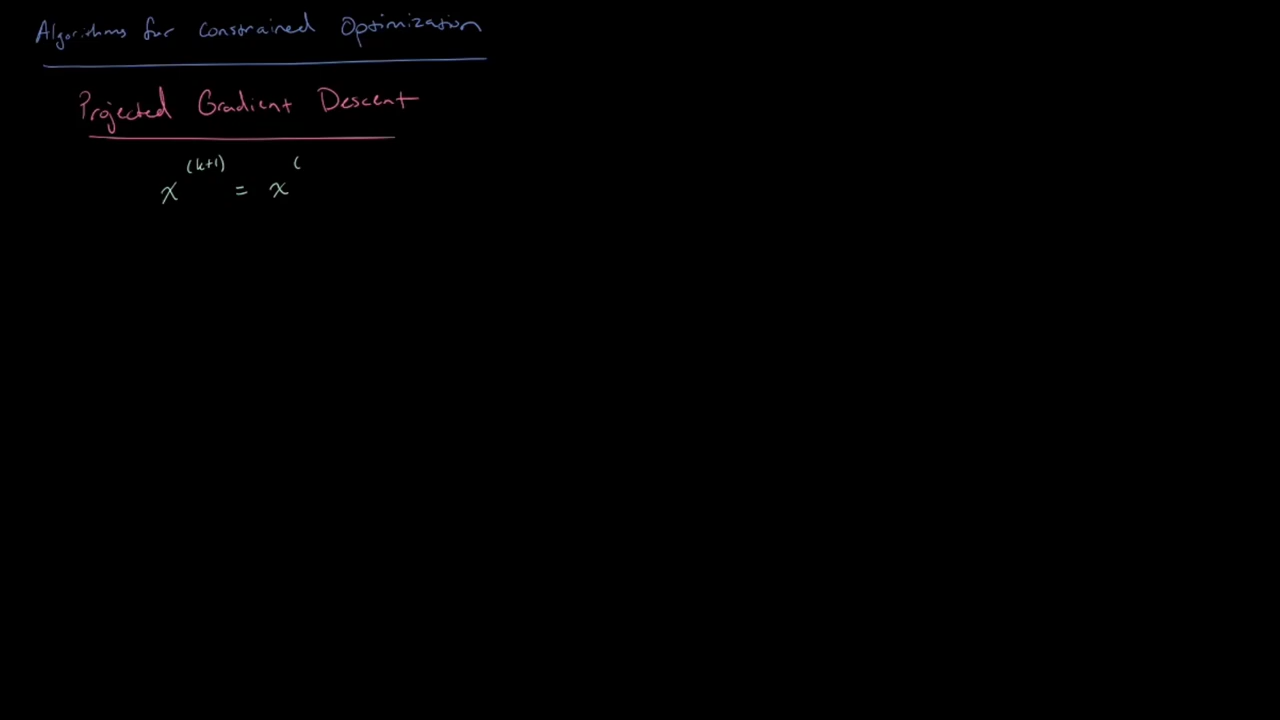 Algorithms for Constrained Optimization
Projected Gradient Descent
x^(k+1) = x^(